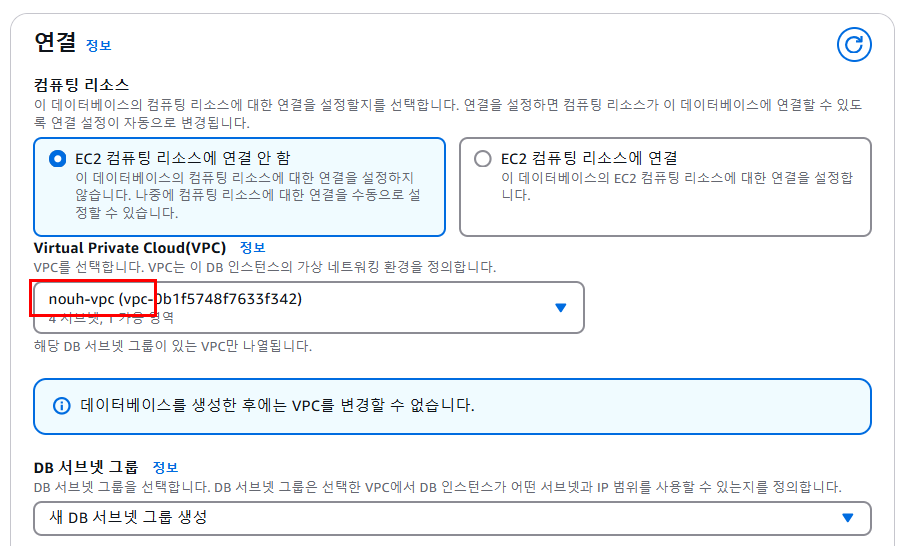 연결 정보
컴퓨팅 리소스
이 데이터베이스의 컴퓨팅 리소스에 대한 연결을 설정할지를 선택합니다. 연결을 설정하면 컴퓨팅 리소스가 이 데이터베이스에 연결할 수 있도
록 연결 설정이 자동으로 변경됩니다.
EC2 컴퓨팅 리소스에 연결 안 함
이 데이터베이스의 컴퓨팅 리소스에 대한 연결을 설정하지
않습니다. 나중에 컴퓨팅 리소스에 대한 연결을 수동으로 설
정할 수 있습니다.
EC2 컴퓨팅 리소스에 연결
이 데이터베이스의 EC2 컴퓨팅 리소스에 대한 연결을 설정합
니다.
Virtual Private Cloud(VPC) 정보
VPC를 선택합니다. VPC는 이 DB 인스턴스의 가상 네트워킹 환경을 정의합니다.
nouh-vpc (vpc-0b1f5748f7633f342)
4 서브넷, 1 가용 영역
해당 DB 서브넷 그룹이 있는 VPC만 나열됩니다.
데이터베이스를 생성한 후에는 VPC를 변경할 수 없습니다.
DB 서브넷 그룹 정보
DB 서브넷 그룹을 선택합니다. DB 서브넷 그룹은 선택한 VPC에서 DB 인스턴스가 어떤 서브넷과 IP 범위를 사용할 수 있는지를 정의합니다.
새 DB 서브넷 그룹 생성